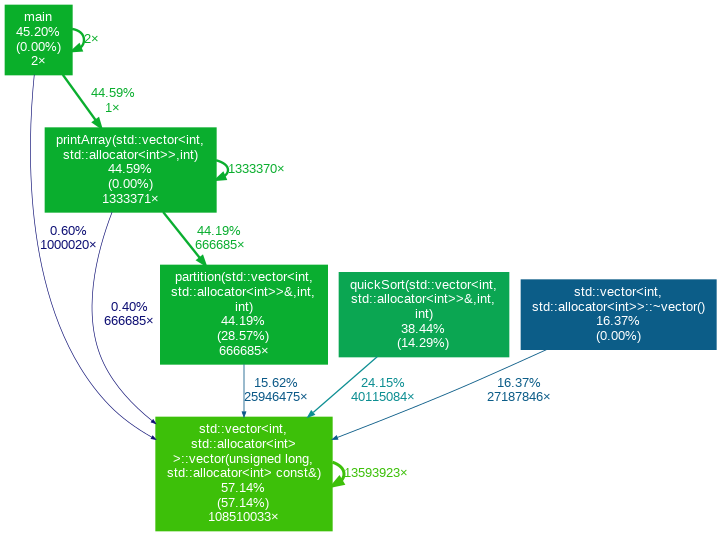 main
45.20%
(0.00%)
2×
2×
44.59%
1×
printArray(std::vector<int,
std::allocator<int>>,int)
44.59%
(0.00%)
1333371×
1333370×
0.60%
1000020×
44.19%
666685×
0.40%
666685×
partition(std::vector<int,
std::allocator<int>>&,int,
int)
44.19%
(28.57%)
666685×
quickSort(std::vector<int,
std::allocator<int>>&,int,
int)
38.44%
(14.29%)
std::vector<int,
std::allocator<int>>::~vector()
16.37%
(0.00%)
15.62%
25946475×
24.15%
40115084×
16.37%
27187846×
std::vector<int,
std::allocator<int>
>::vector(unsigned long,
std::allocator<int> const&)
57.14%
(57.14%)
108510033×
13593923×